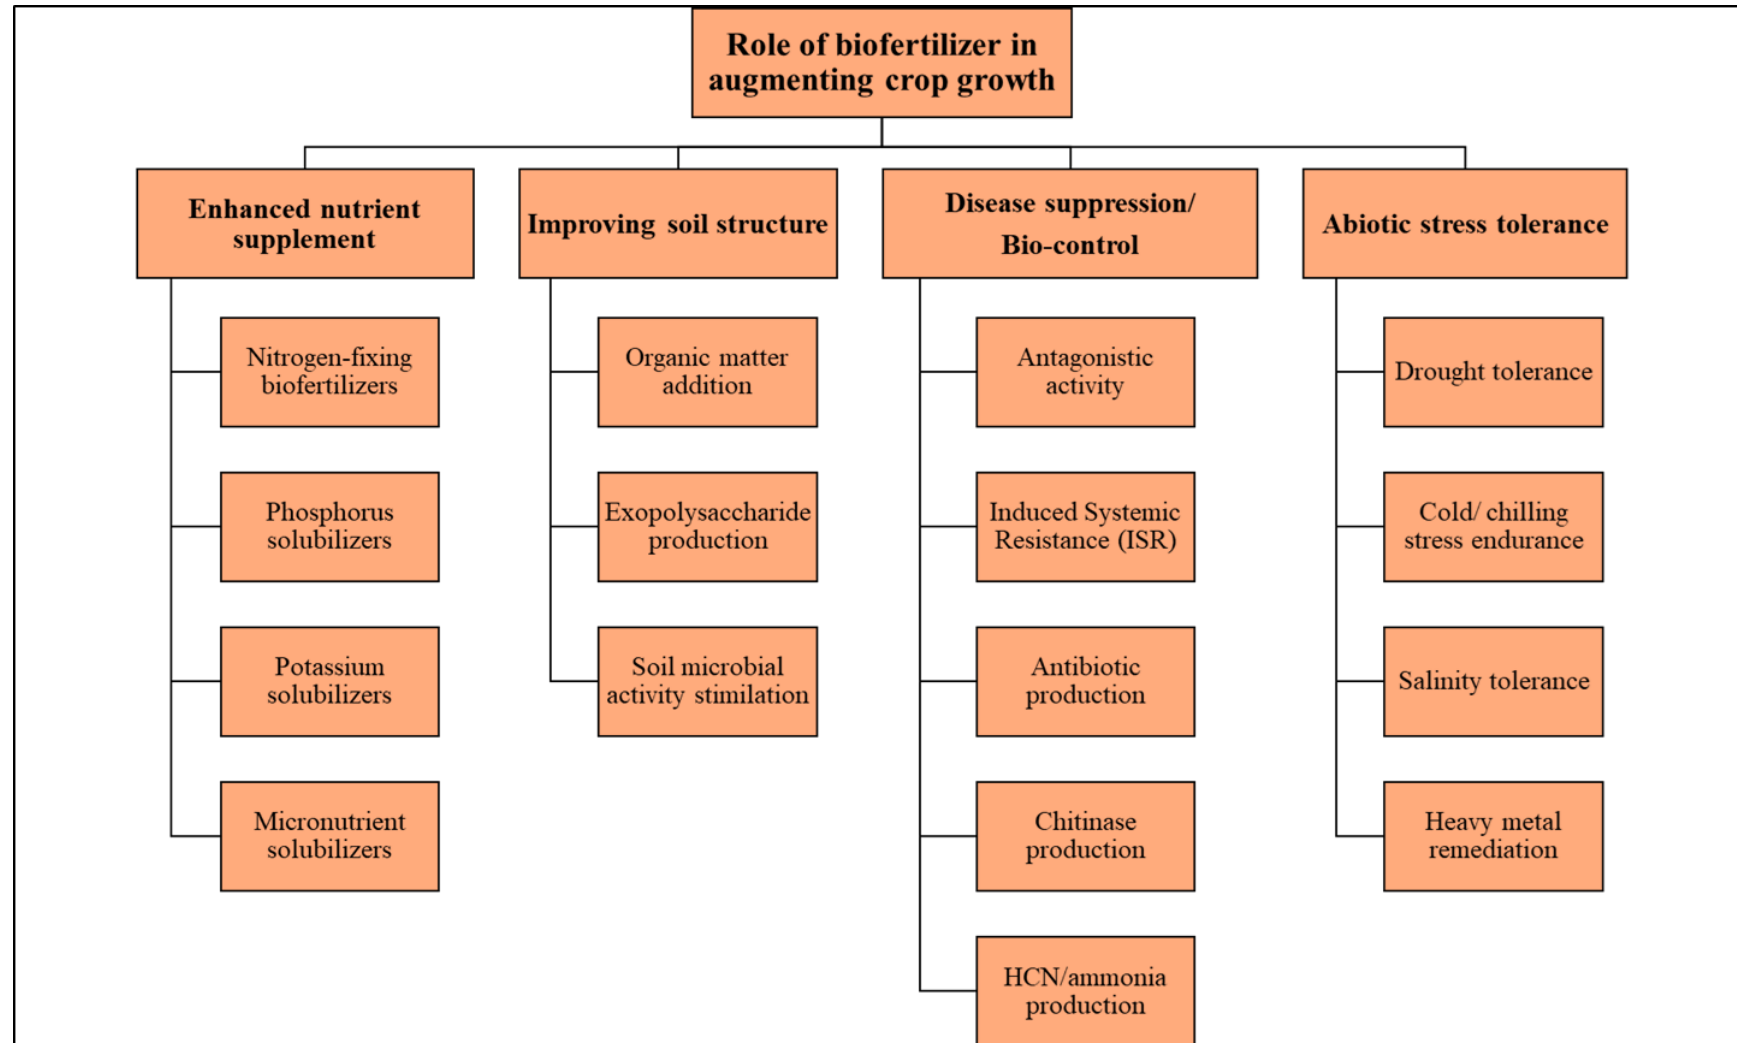 Role of biofertilizer in
augmenting crop growth
Enhanced nutrient
supplement
Nitrogen-fixing
biofertilizers
Phosphorus
solubilizers
Potassium
solubilizers
Micronutrient
solubilizers
Improving soil structure
Organic matter
addition
Exopolysaccharide
production
Soil microbial
activity stimilation
Disease suppression/
Bio-control
Antagonistic
activity
Induced Systemic
Resistance (ISR)
Antibiotic
production
Chitinase
production
HCN/ammonia
production
Abiotic stress tolerance
Drought tolerance
Cold/ chilling
stress endurance
Salinity tolerance
Heavy metal
remediation